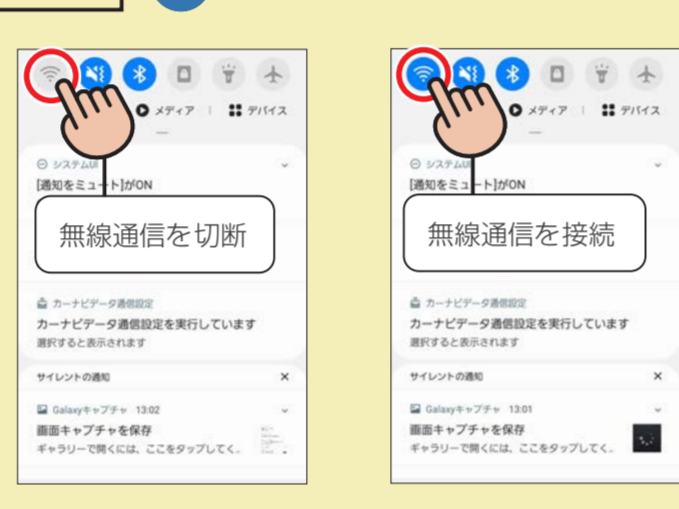 メディア
デバイス
システムUI
[通知をミュート]がON
無線通信を切断
カーナビデータ通信設定
カーナビデータ通信設定を実行しています
選択すると表示されます
サイレントの通知
Galaxyキャプチャ 13:02
画面キャプチャを保存
ギャラリーで開くには、ここをタップしてく..
メディア
デバイス
システムUI
[通知をミュート]がON
無線通信を接続
カーナビデータ通信設定
カーナビデータ通信設定を実行しています
選択すると表示されます
サイレントの通知
Galaxyキャプチャ 13:01
画面キャプチャを保存
ギャラリーで開くには、ここをタップしてく..